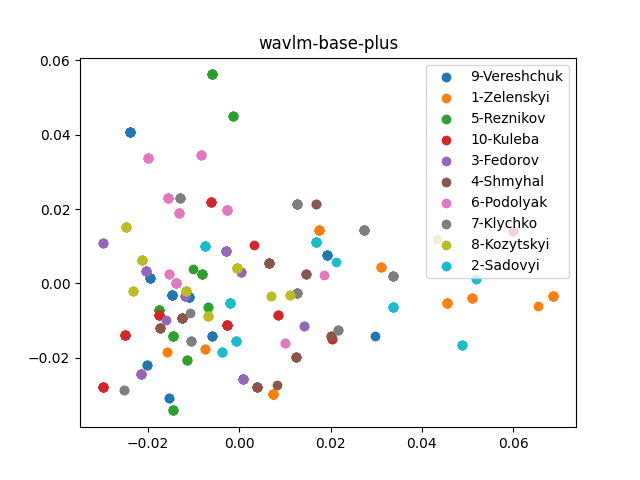 wavlm-base-plus
0.06
0.04
0.02
0.00
−0.02
−0.02
0.00
0.02
0.04
0.06
9-Vereshchuk
1-Zelenskyi
5-Reznikov
10-Kuleba
3-Fedorov
4-Shmyhal
6-Podolyak
7-Klychko
8-Kozytskyi
2-Sadovyi